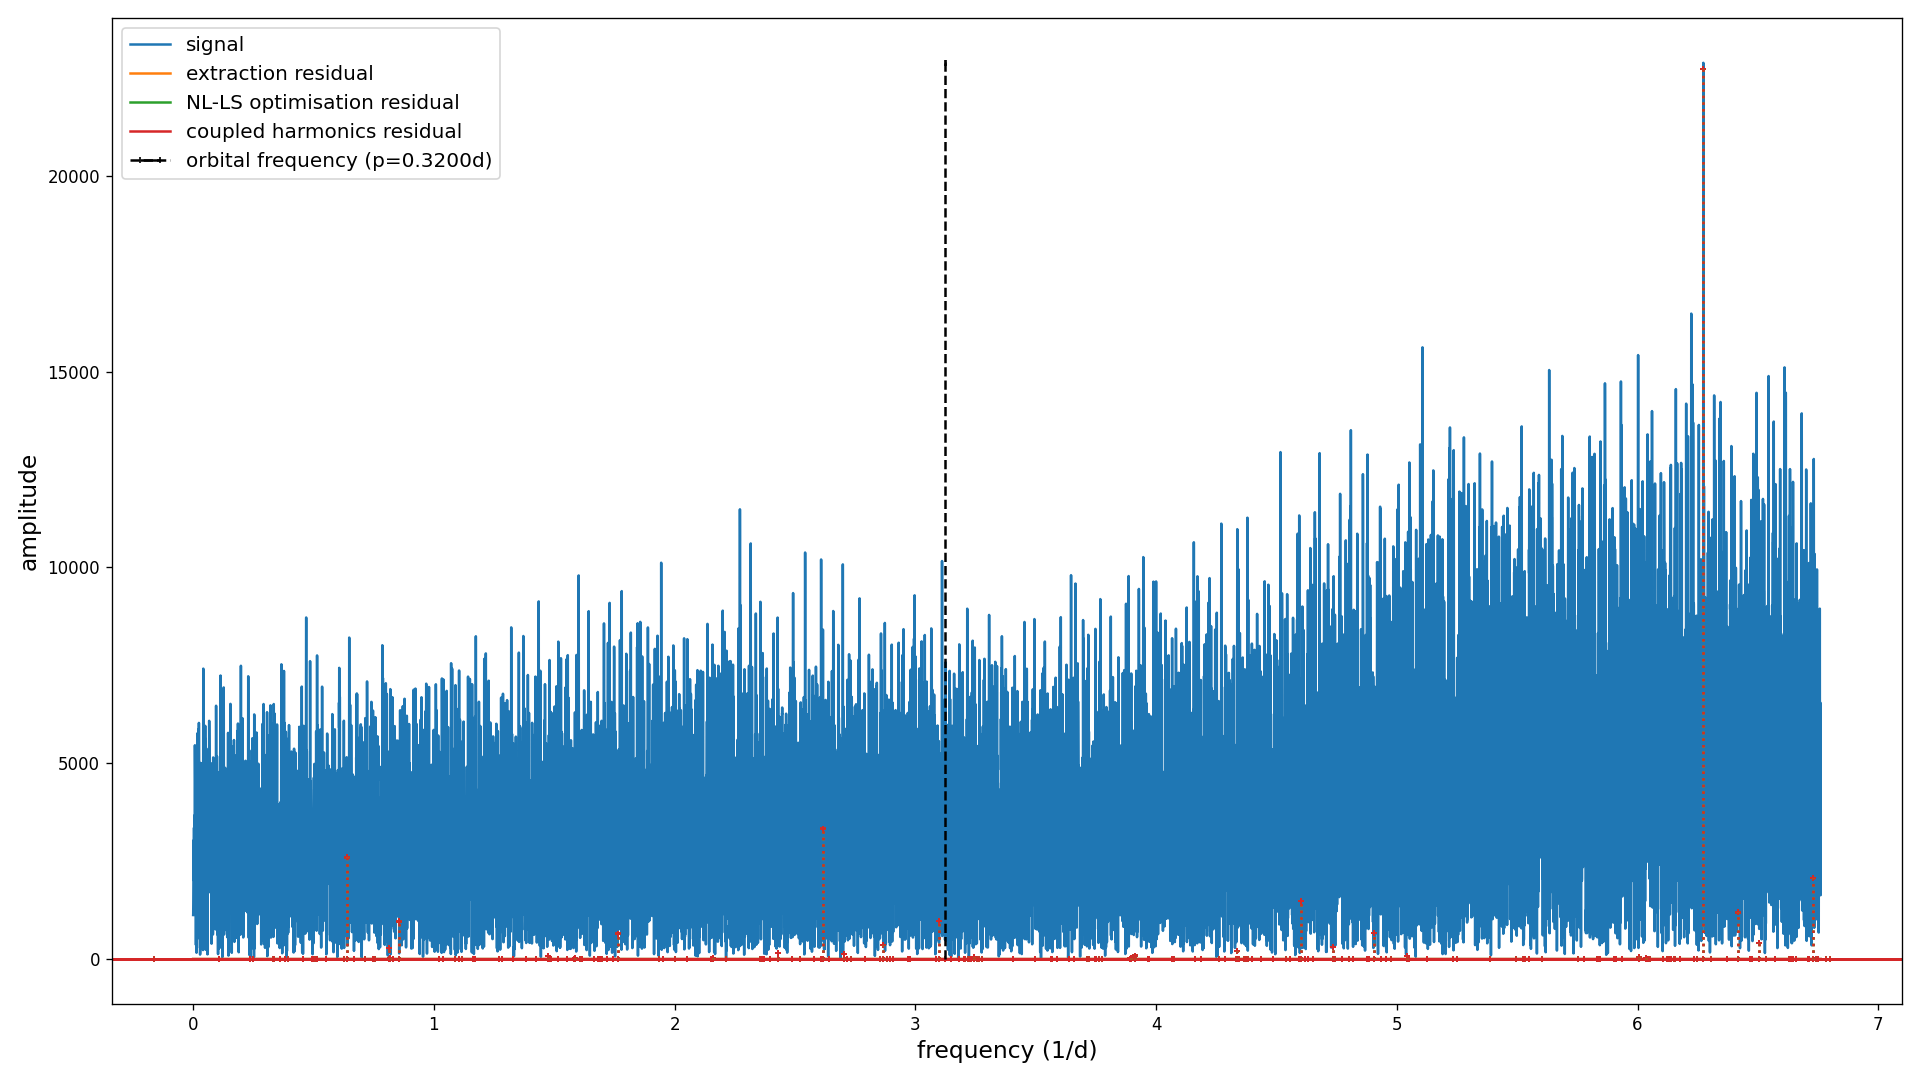 signal
extraction residual
NL-LS optimisation residual
coupled harmonics residual
orbital frequency (p=0.3200d)
amplitude
20000
15000
10000
5000
0
0 1 2 3 4 5 6 7
frequency (1/d)